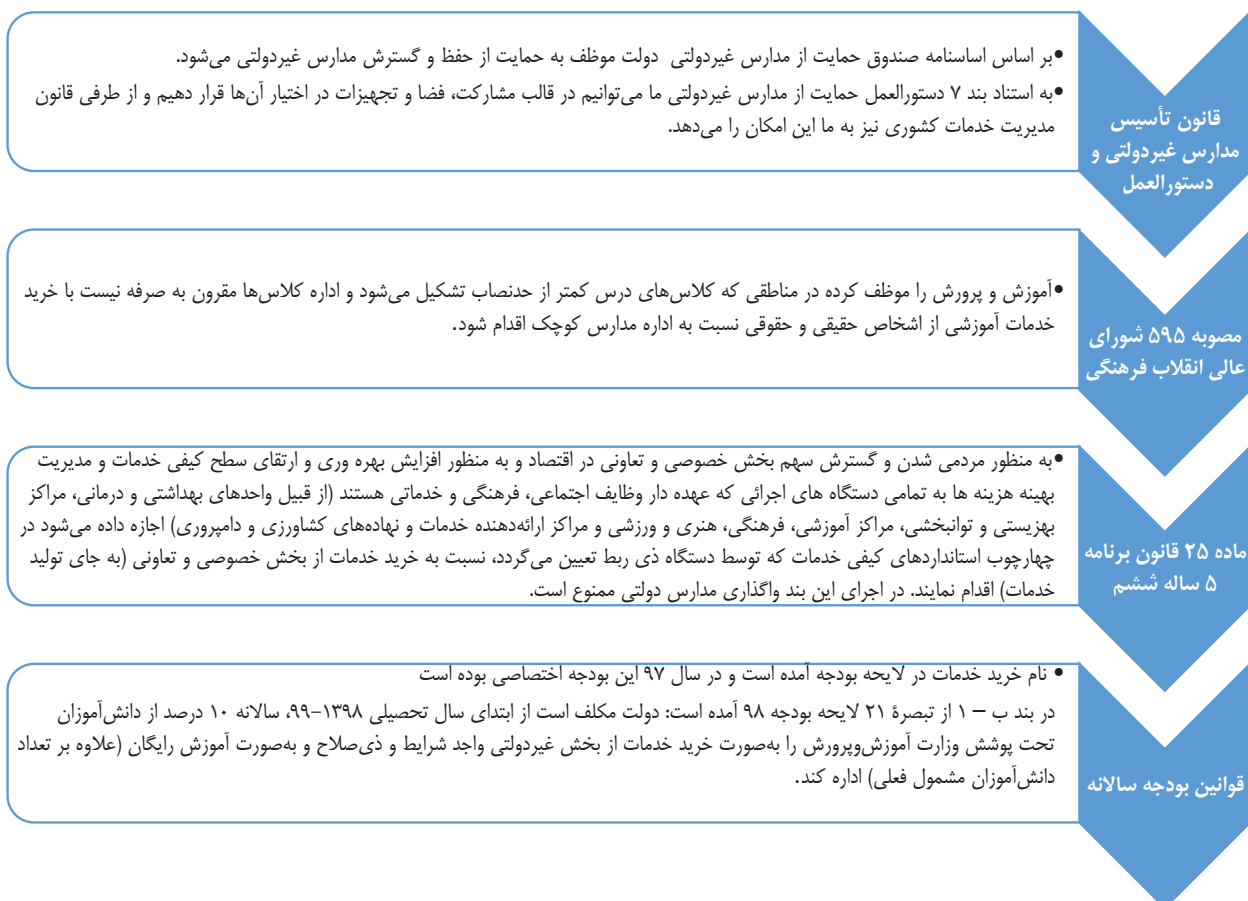 قانون تأسیس
مدارس غیردولتی و
دستورالعمل
•بر اساس اساسنامه صندوق حمایت از مدارس غیردولتی دولت موظف به حمایت از حفظ و گسترش مدارس غیردولتی می‌شود.
•به استناد بند ۷ دستورالعمل حمایت از مدارس غیردولتی ما می‌توانیم در قالب مشارکت، فضا و تجهیزات در اختیار آن‌ها قرار دهیم و از طرفی قانون
مدیریت خدمات کشوری نیز به ما این امکان را می‌دهد.
مصوبه ۵۹۵ شورای
عالی انقلاب فرهنگی
•آموزش و پرورش را موظف کرده در مناطقی که کلاس‌های درس کمتر از حدنصاب تشکیل می‌شود و اداره کلاس‌ها مقرون به صرفه نیست با خرید
خدمات آموزشی از اشخاص حقیقی و حقوقی نسبت به اداره مدارس کوچک اقدام شود.
ماده ۲۵ قانون برنامه
۵ ساله ششم
•به منظور مردمی شدن و گسترش سهم بخش خصوصی و تعاونی در اقتصاد و به منظور افزایش بهره وری و ارتقای سطح کیفی خدمات و مدیریت
بهینه هزینه ها به تمامی دستگاه های اجرائی که عهده دار وظایف اجتماعی، فرهنگی و خدماتی هستند (از قبیل واحدهای بهداشتی و درمانی، مراکز
بهزیستی و توانبخشی، مراکز آموزشی، فرهنگی، هنری و ورزشی و مراکز ارائه‌دهنده خدمات و نهادهای کشاورزی و دامپروری) اجازه داده می‌شود در
چهارچوب استانداردهای کیفی خدمات که توسط دستگاه ذی ربط تعیین می‌گردد، نسبت به خرید خدمات از بخش خصوصی و تعاونی (به جای تولید
خدمات) اقدام نمایند. در اجرای این بند واگذاری مدارس دولتی ممنوع است.
قوانین بودجه سالانه
• نام خرید خدمات در لایحه بودجه آمده است و در سال ۹۷ این بودجه اختصاصی بوده است
در بند ب – ۱ از تبصرهٔ ۲۱ لایحه بودجه ۹۸ آمده است: دولت مکلف است از ابتدای سال تحصیلی ۱۳۹۸-۹۹، سالانه ۱۰ درصد از دانش‌آموزان
تحت پوشش وزارت آموزش‌وپرورش را به‌صورت خرید خدمات از بخش غیردولتی واجد شرایط و ذی‌صلاح و به‌صورت آموزش رایگان (علاوه بر تعداد
دانش‌آموزان مشمول فعلی) اداره کند.